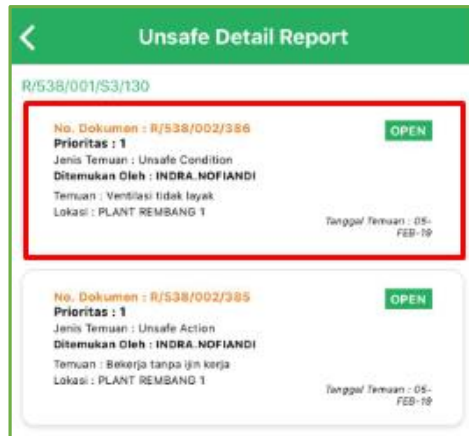 Unsafe Detail Report
R/538/001/S3/130
No. Dokumen : R/538/002/386
OPEN
Prioritas : 1
Jenis Temuan : Unsafe Condition
Ditemukan Oleh : INDRA.NOFIANDI
Temuan : Ventilasi tidak layak
Lokasi : PLANT REMBANG 1
Tanggal Temuan : 05-
FEB-19
No. Dokumen : R/538/002/385
OPEN
Prioritas : 1
Jenis Temuan : Unsafe Action
Ditemukan Oleh : INDRA.NOFIANDI
Temuan : Bekerja tanpa ijin kerja
Lokasi : PLANT REMBANG 1
Tanggal Temuan : 05-
FEB-19